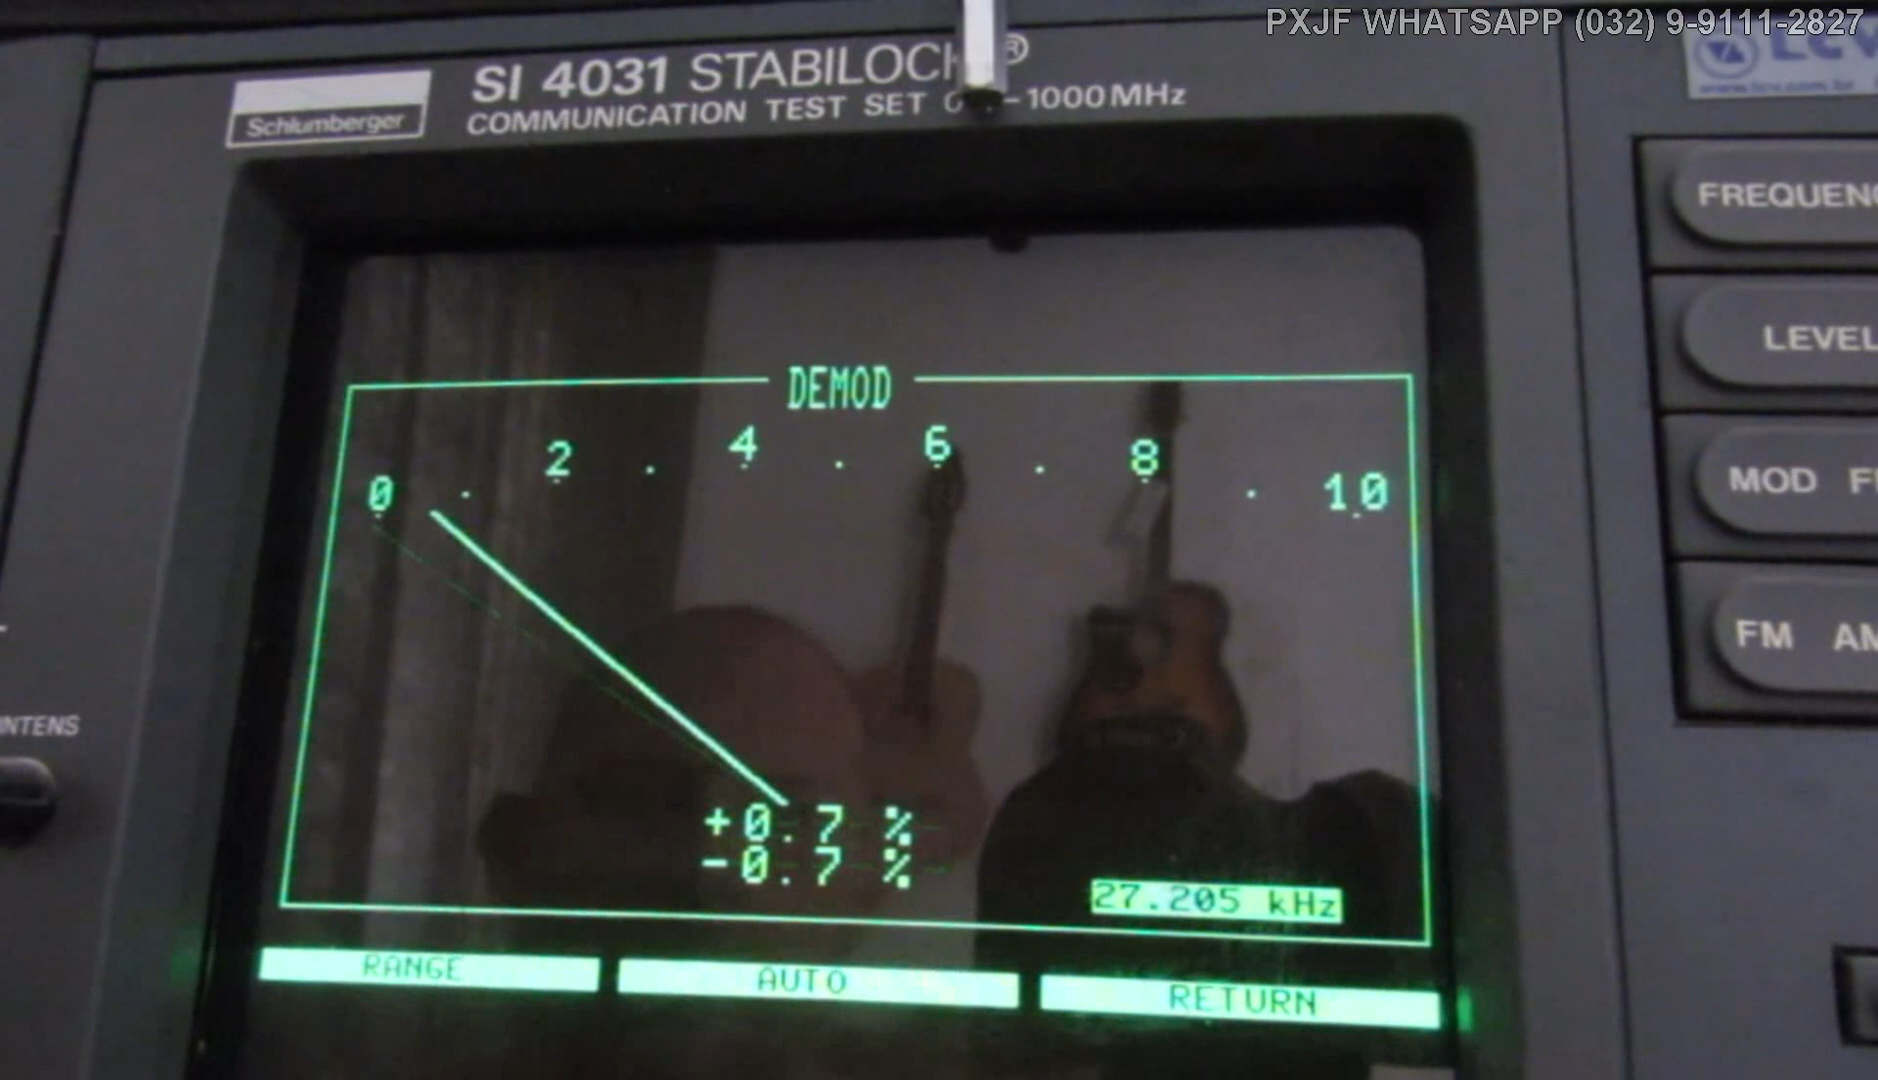 PXJF WHATSAPP (032) 9-9111-2827
Schlumberger
SI 4031 STABILOCK ®
COMMUNICATION TEST SET - 1000 MHz
FREQUENC
LEVEL
MOD
FM AM
INTENS
DEMOD
0 . 2 . 4 . 6 . 8 . 10
+0.7 %
-0.7 %
27.205 kHz
RANGE AUTO RETURN